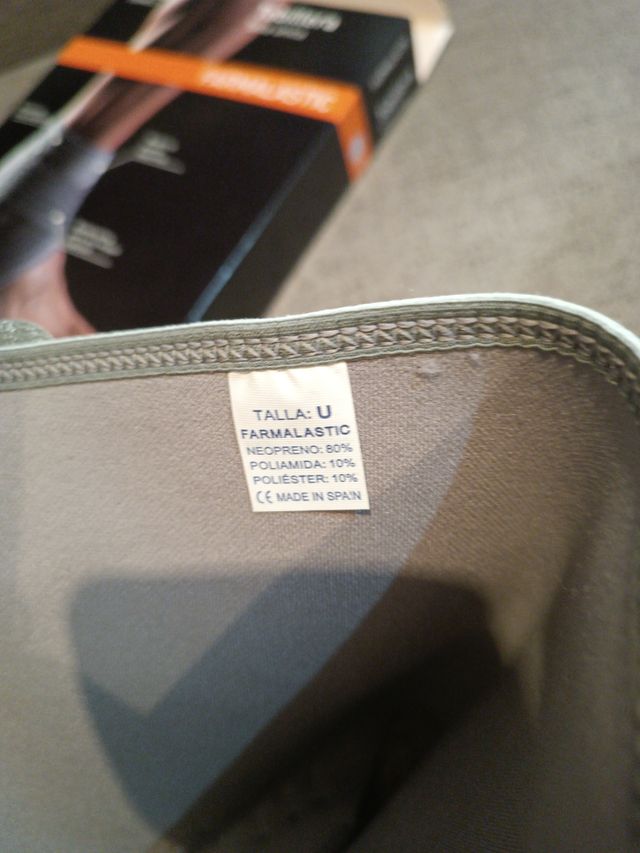 FARMALASTIC
TALLA: U
FARMALASTIC
NEOPRENO: 80%
POLIAMIDA: 10%
POLIÉSTER: 10%
CE MADE IN SPAIN